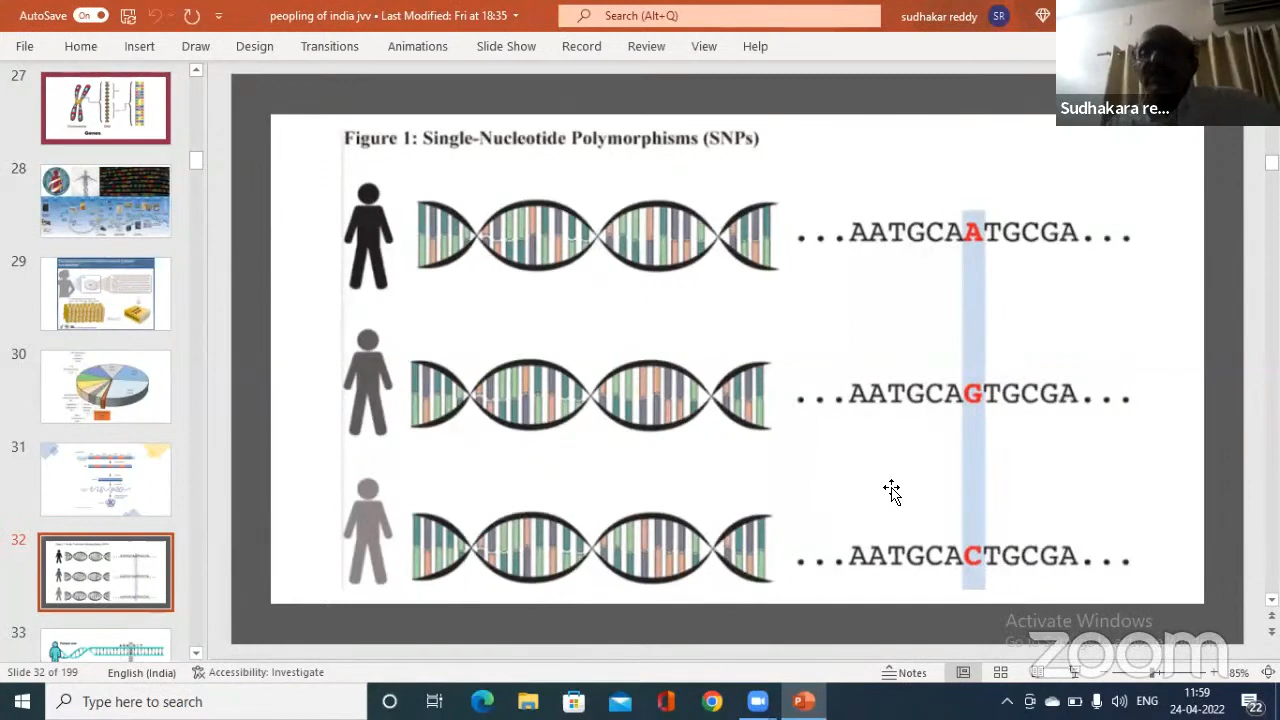 AutoSave On peopling of india jvv • Last Modified: Fri at 18:35 Search (Alt+Q) sudhakar reddy SR
File Home Insert Draw Design Transitions Animations Slide Show Record Review View Help
Sudhakara re...
27
Genes
28
29
30
31
32
33
Figure 1: Single-Nucleotide Polymorphisms (SNPs)
...AATGCAATGCGA...
...AATGCAGTGCGA...
...AATGCACTGCGA...
Activate Windows
zoom
Slide 32 of 199 English (India) Accessibility: Investigate Notes 85%
Type here to search ENG 11:59
24-04-2022 22